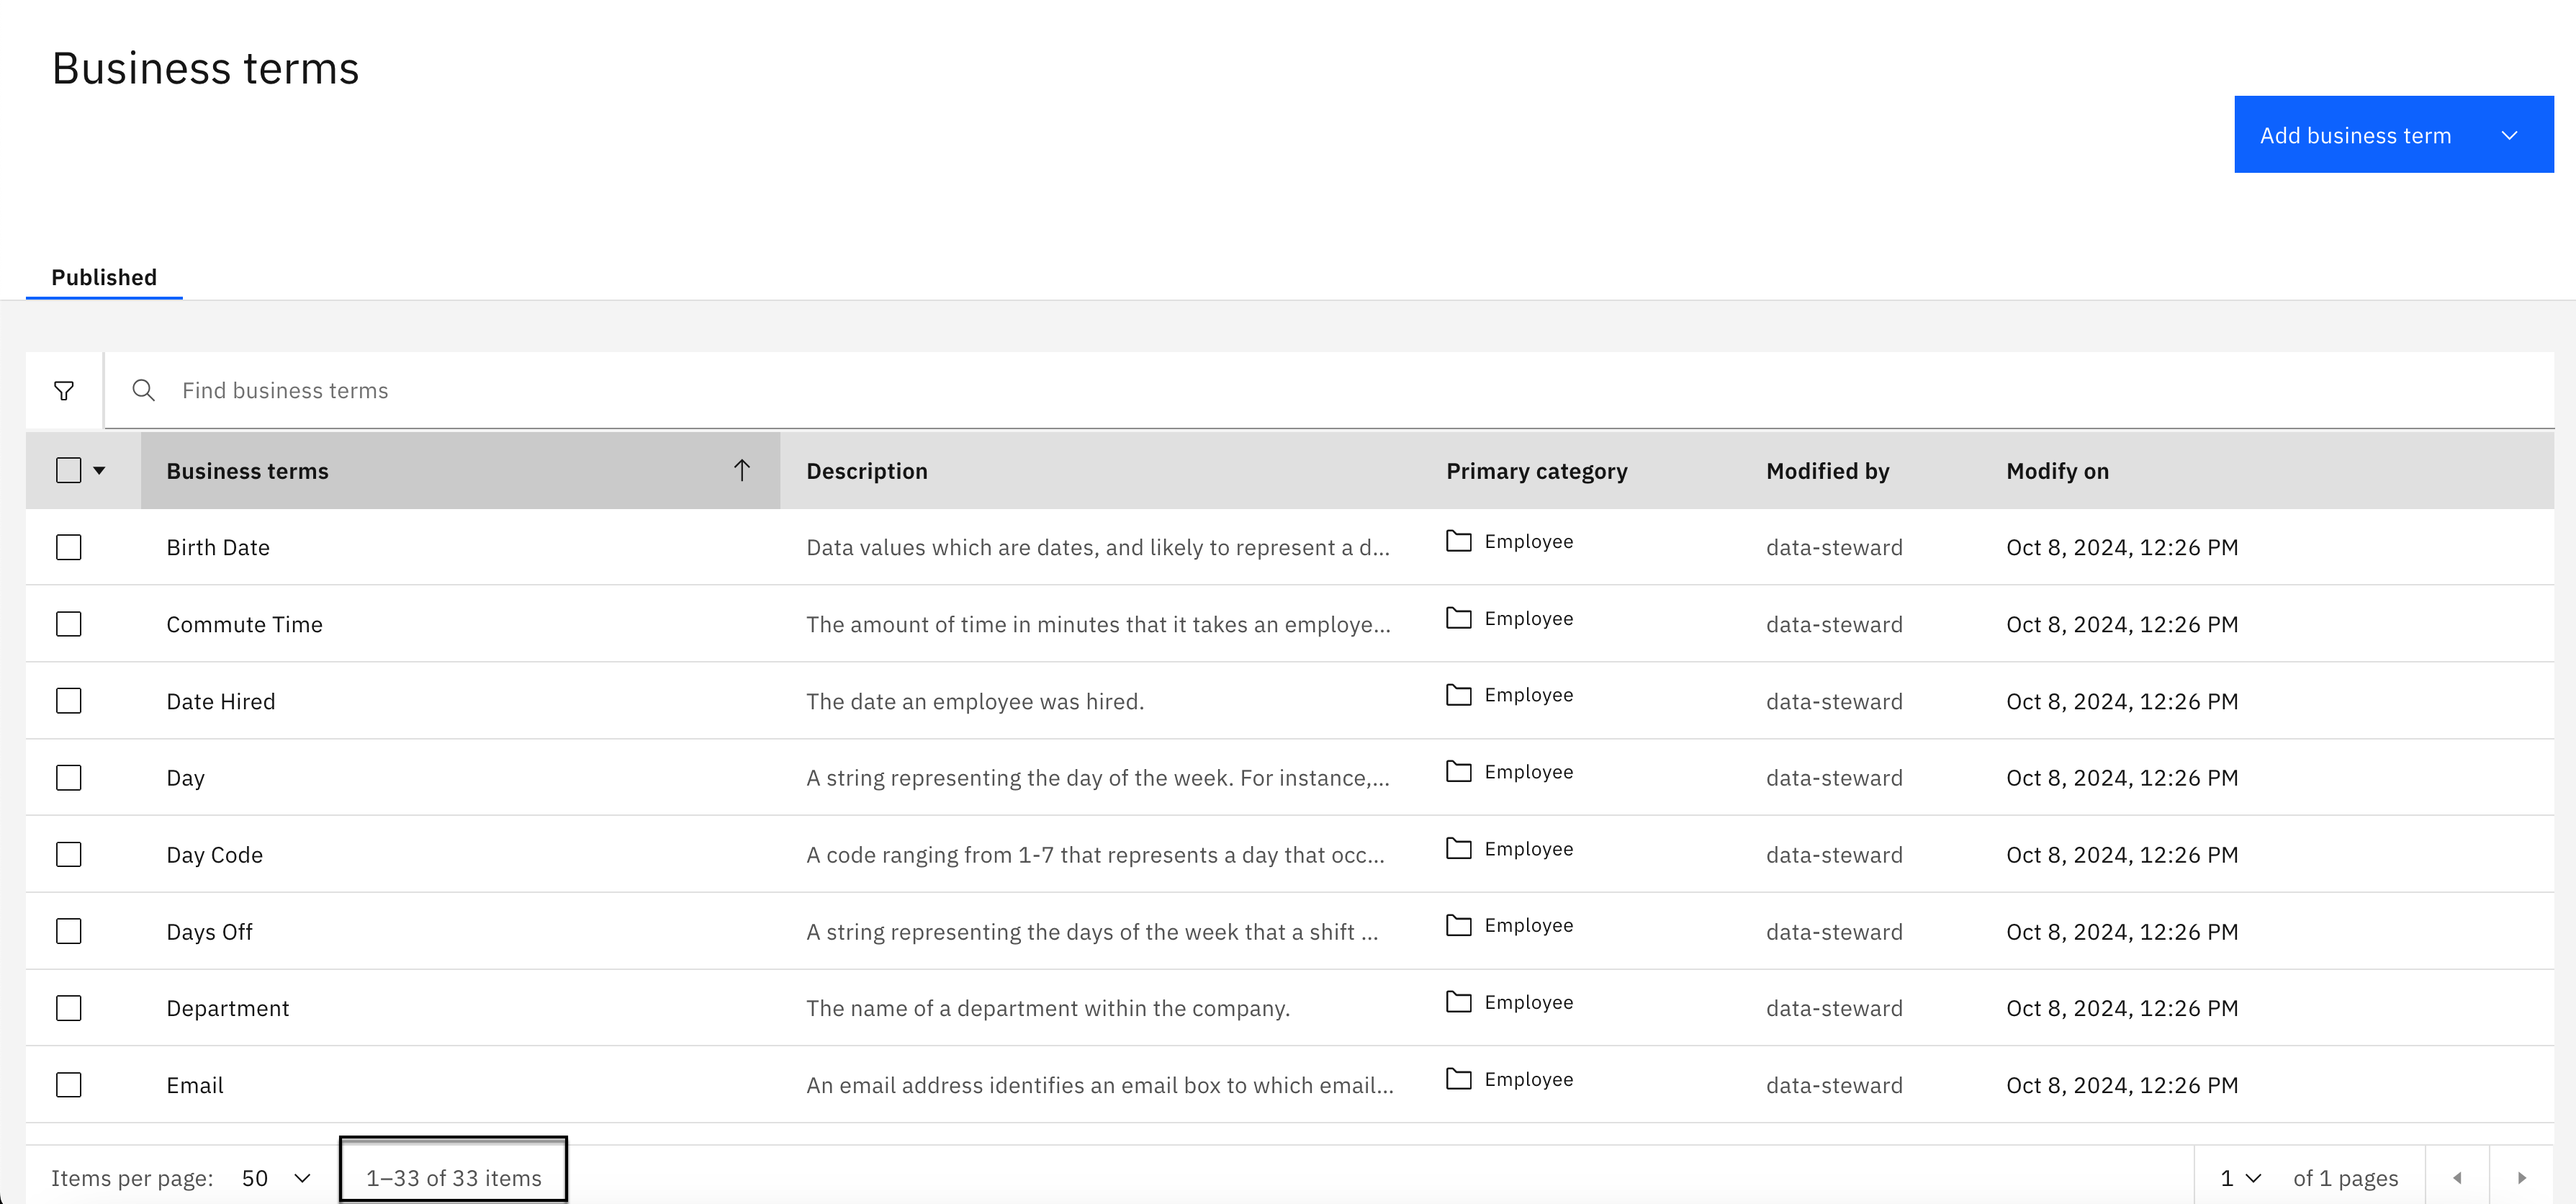 Business terms
Add business term
Published
Find business terms
Business terms Description Primary category Modified by Modify on
Birth Date Data values which are dates, and likely to represent a d... Employee data-steward Oct 8, 2024, 12:26 PM
Commute Time The amount of time in minutes that it takes an employe... Employee data-steward Oct 8, 2024, 12:26 PM
Date Hired The date an employee was hired. Employee data-steward Oct 8, 2024, 12:26 PM
Day A string representing the day of the week. For instance,... Employee data-steward Oct 8, 2024, 12:26 PM
Day Code A code ranging from 1-7 that represents a day that occ... Employee data-steward Oct 8, 2024, 12:26 PM
Days Off A string representing the days of the week that a shift ... Employee data-steward Oct 8, 2024, 12:26 PM
Department The name of a department within the company. Employee data-steward Oct 8, 2024, 12:26 PM
Email An email address identifies an email box to which email... Employee data-steward Oct 8, 2024, 12:26 PM
Items per page: 50 1–33 of 33 items 1 of 1 pages